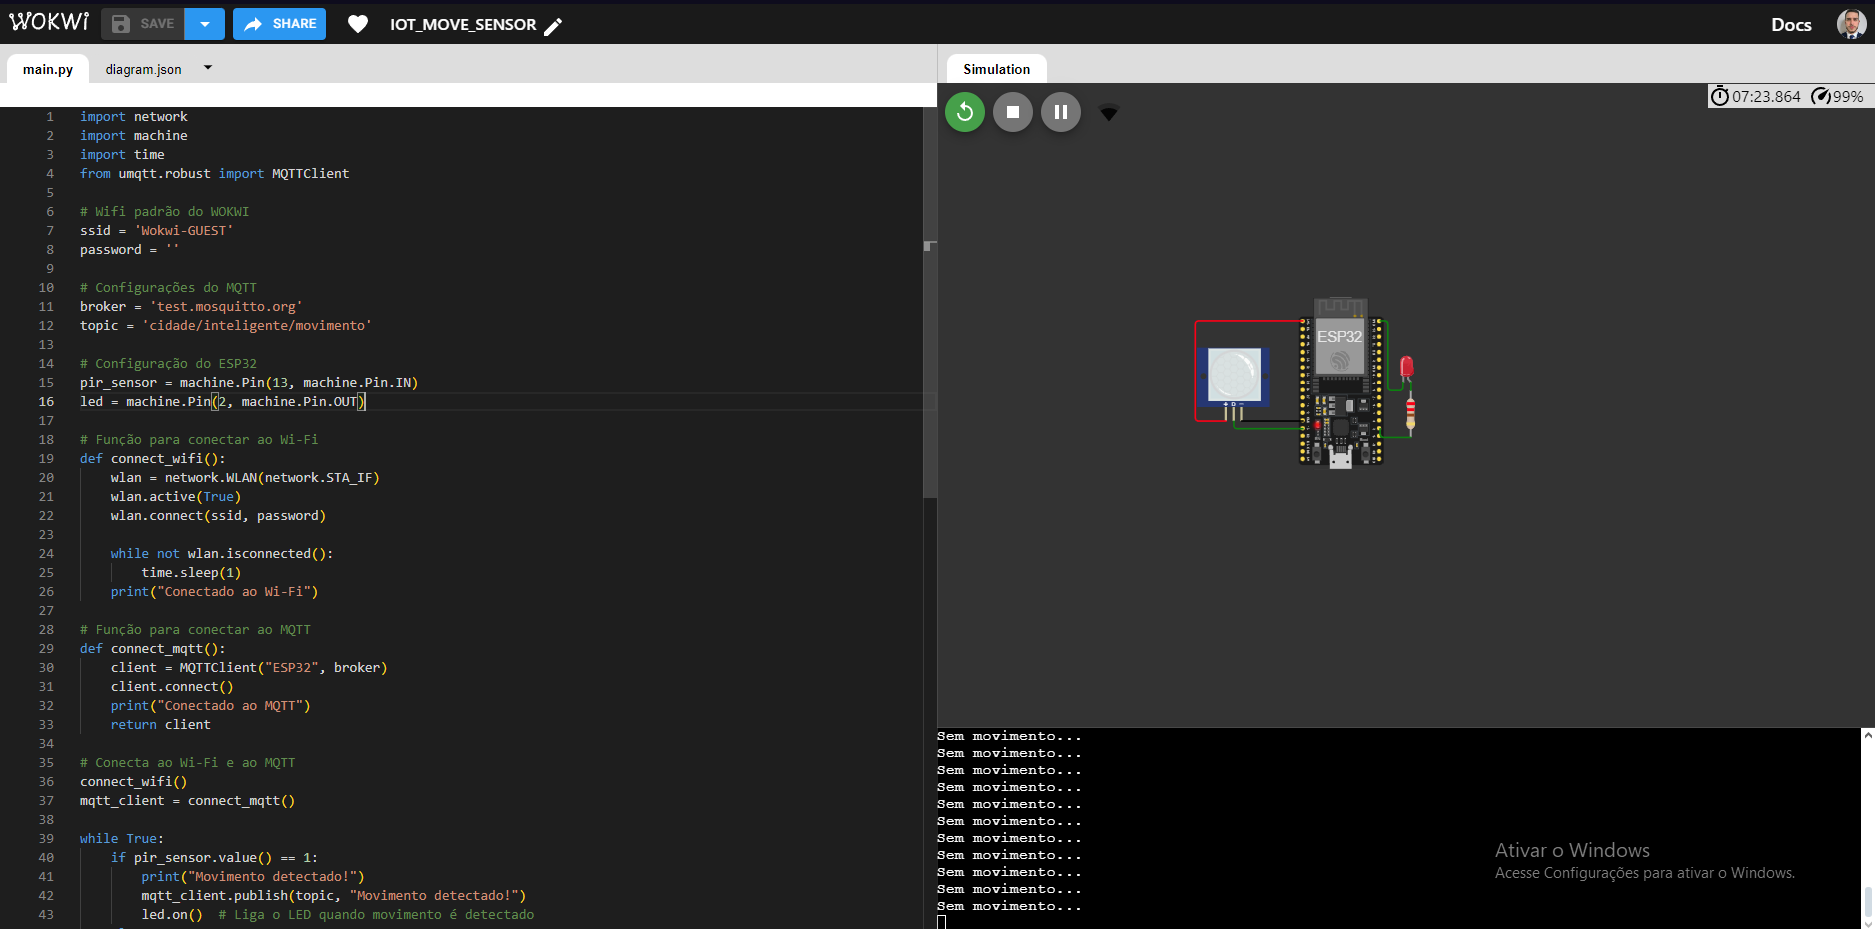 WOKWI
SAVE
SHARE
IOT_MOVE_SENSOR
Docs
main.py
diagram.json
Simulation
07:23.864
99%
1 import network
2 import machine
3 import time
4 from umqtt.robust import MQTTClient
5
6 # Wifi padrão do WOKWI
7 ssid = 'Wokwi-GUEST'
8 password = ''
9
10 # Configurações do MQTT
11 broker = 'test.mosquitto.org'
12 topic = 'cidade/inteligente/movimento'
13
14 # Configuração do ESP32
15 pir_sensor = machine.Pin(13, machine.Pin.IN)
16 led = machine.Pin(2, machine.Pin.OUT)
17
18 # Função para conectar ao Wi-Fi
19 def connect_wifi():
20 wlan = network.WLAN(network.STA_IF)
21 wlan.active(True)
22 wlan.connect(ssid, password)
23
24 while not wlan.isconnected():
25 time.sleep(1)
26 print("Conectado ao Wi-Fi")
27
28 # Função para conectar ao MQTT
29 def connect_mqtt():
30 client = MQTTClient("ESP32", broker)
31 client.connect()
32 print("Conectado ao MQTT")
33 return client
34
35 # Conecta ao Wi-Fi e ao MQTT
36 connect_wifi()
37 mqtt_client = connect_mqtt()
38
39 while True:
40 if pir_sensor.value() == 1:
41 print("Movimento detectado!")
42 mqtt_client.publish(topic, "Movimento detectado!")
43 led.on() # Liga o LED quando movimento é detectado
ESP32
Sem movimento...
Sem movimento...
Sem movimento...
Sem movimento...
Sem movimento...
Sem movimento...
Sem movimento...
Sem movimento...
Sem movimento...
Sem movimento...
Sem movimento...
Ativar o Windows
Acesse Configurações para ativar o Windows.